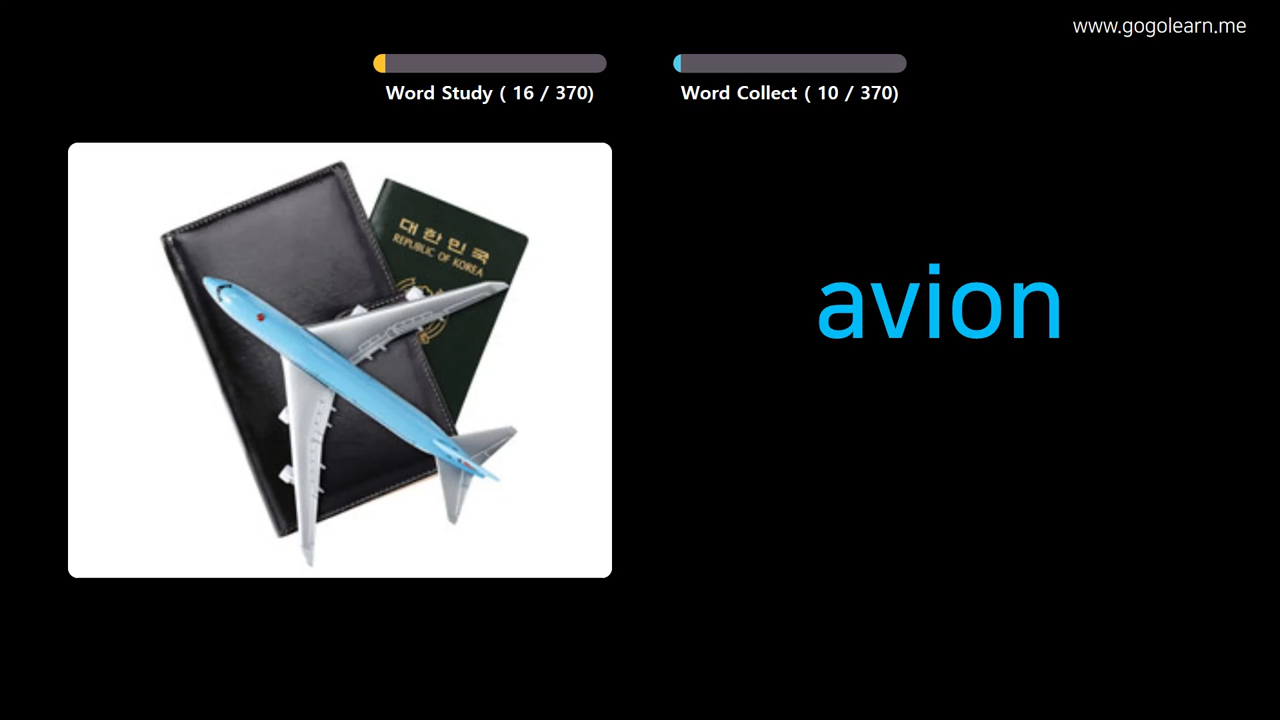 www.gogolearn.me
Word Study ( 16 / 370)
Word Collect ( 10 / 370)
대한민국
REPUBLIC OF KOREA
avion